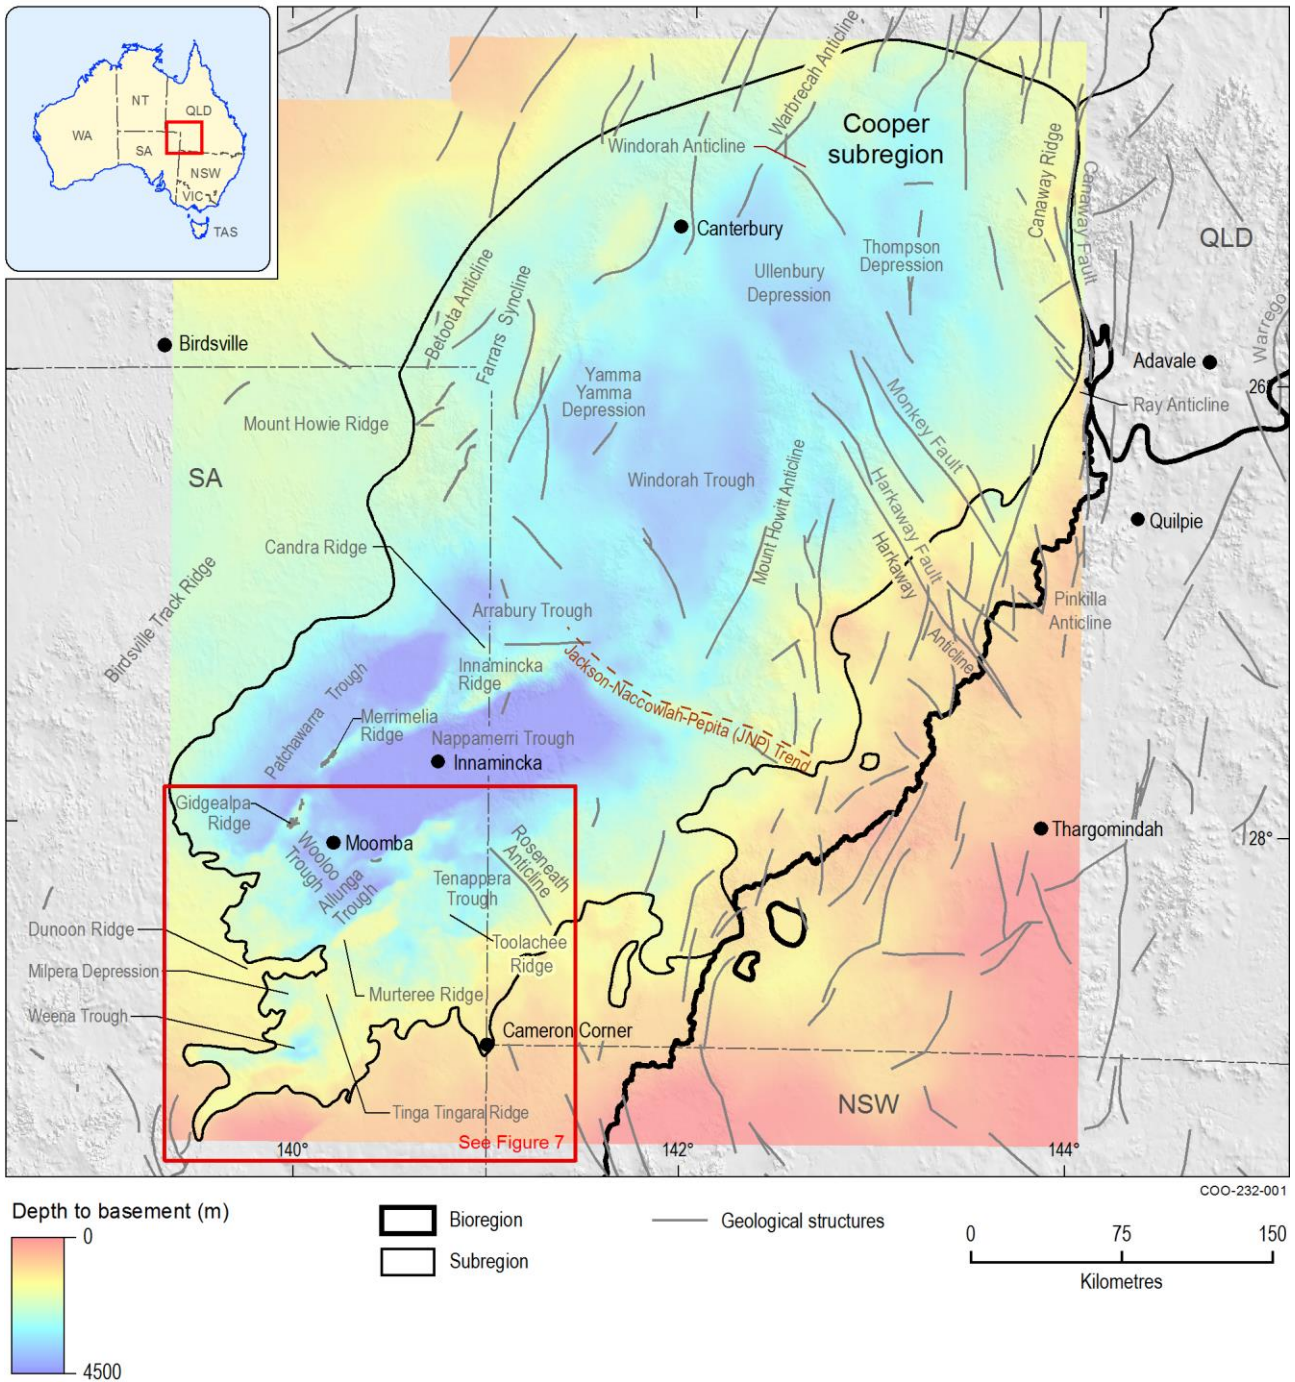 NT
QLD
WA
SA
NSW
VIC
TAS
Warbrecah Anticline
Cooper
subregion
Windorah Anticline
Canaway Ridge
Canaway Fault
QLD
Canterbury
Thompson
Depression
Ullenbury
Depression
Betoota Anticline
Farrars Syncline
Birdsville
Warrego
Adavale
26°
Yamma
Yamma
Depression
Monkey Fault
Ray Anticline
Mount Howie Ridge
SA
Windorah Trough
Mount Howitt Anticline
Harkaway Fault
Quilpie
Candra Ridge
Harkaway
Anticline
Birdsville Track Ridge
Arrabury Trough
Pinkilla
Anticline
Innamincka
Ridge
Jackson-Naccowlah-Pepita (JNP) Trend
Patchawarra Trough
Merrimelia
Ridge
Nappamerri Trough
Innamincka
Gidgealpa
Ridge
Moomba
Wooloo
Trough
Allunga
Trough
Roseneath
Anticline
Thargomindah
28°
Tenappera
Trough
Dunoon Ridge
Toolachee
Ridge
Milpera Depression
Murteree Ridge
Weena Trough
Cameron Corner
Tinga Tingara Ridge
NSW
See Figure 7
140°
142°
144°
COO-232-001
Depth to basement (m)
0
4500
Bioregion
Subregion
Geological structures
0
75
150
Kilometres